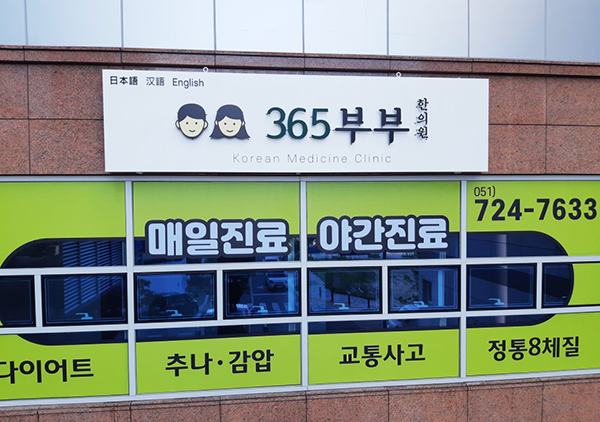 日本語 汉語 English
365부부 한의원
Korean Medicine Clinic
051)
724-7633
매일진료 야간진료
다이어트 추나·감압 교통사고 정통8체질